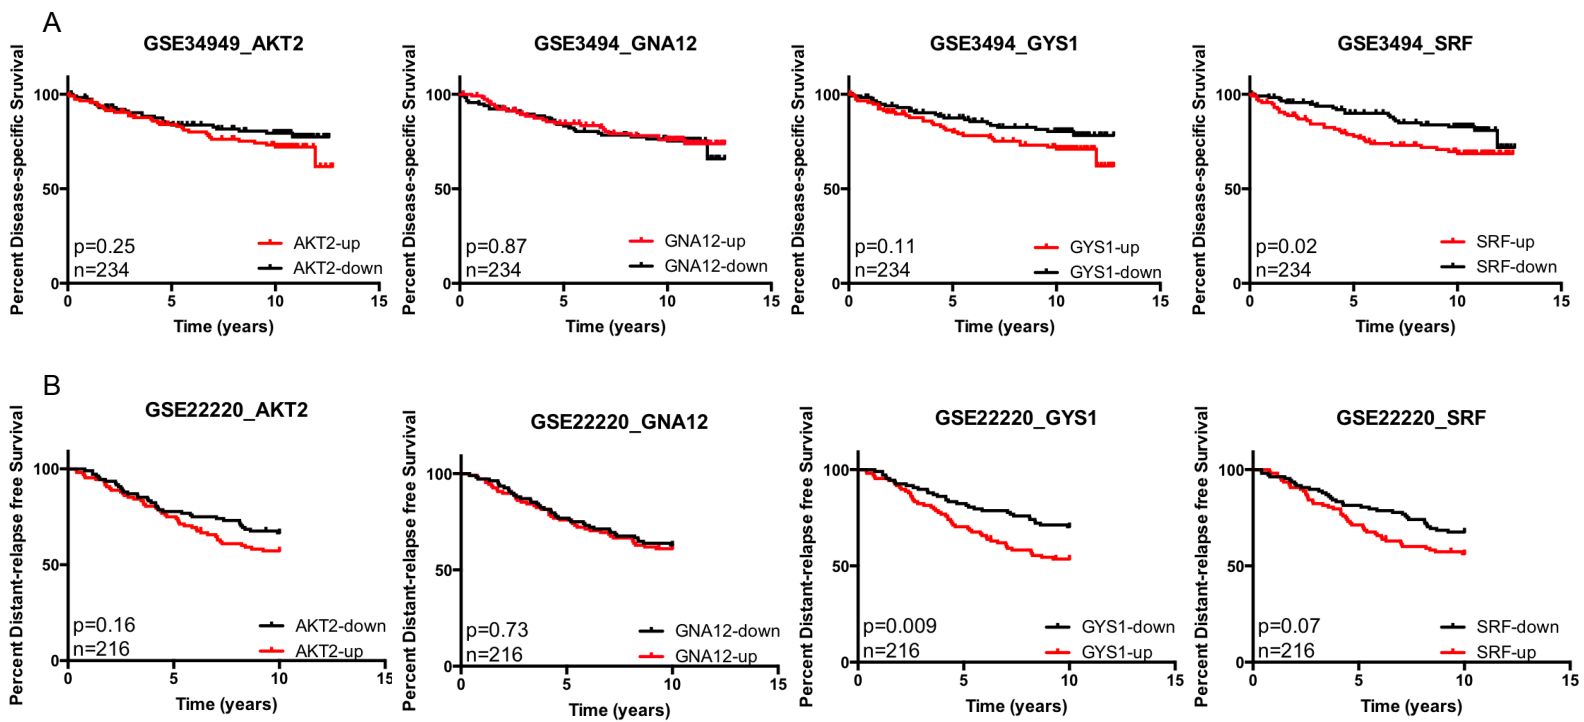 A
GSE34949_AKT2
Percent Disease-specific Sruvival
100
50
0
p=0.25
n=234
AKT2-up
AKT2-down
0 5 10 15
Time (years)
GSE3494_GNA12
Percent Disease-specific Sruvival
100
50
0
p=0.87
n=234
GNA12-up
GNA12-down
0 5 10 15
Time (years)
GSE3494_GYS1
Percent Disease-specific Sruvival
100
50
0
p=0.11
n=234
GYS1-up
GYS1-down
0 5 10 15
Time (years)
GSE3494_SRF
Percent Disease-specific Sruvival
100
50
0
p=0.02
n=234
SRF-up
SRF-down
0 5 10 15
Time (years)
B
GSE22220_AKT2
Percent Distant-relapse free Survival
100
50
0
p=0.16
n=216
AKT2-down
AKT2-up
0 5 10 15
Time (years)
GSE22220_GNA12
Percent Distant-relapse free Survival
100
50
0
p=0.73
n=216
GNA12-down
GNA12-up
0 5 10 15
Time (years)
GSE22220_GYS1
Percent Distant-relapse free Survival
100
50
0
p=0.009
n=216
GYS1-down
GYS1-up
0 5 10 15
Time (years)
GSE22220_SRF
Percent Distant-relapse free Survival
100
50
0
p=0.07
n=216
SRF-down
SRF-up
0 5 10 15
Time (years)